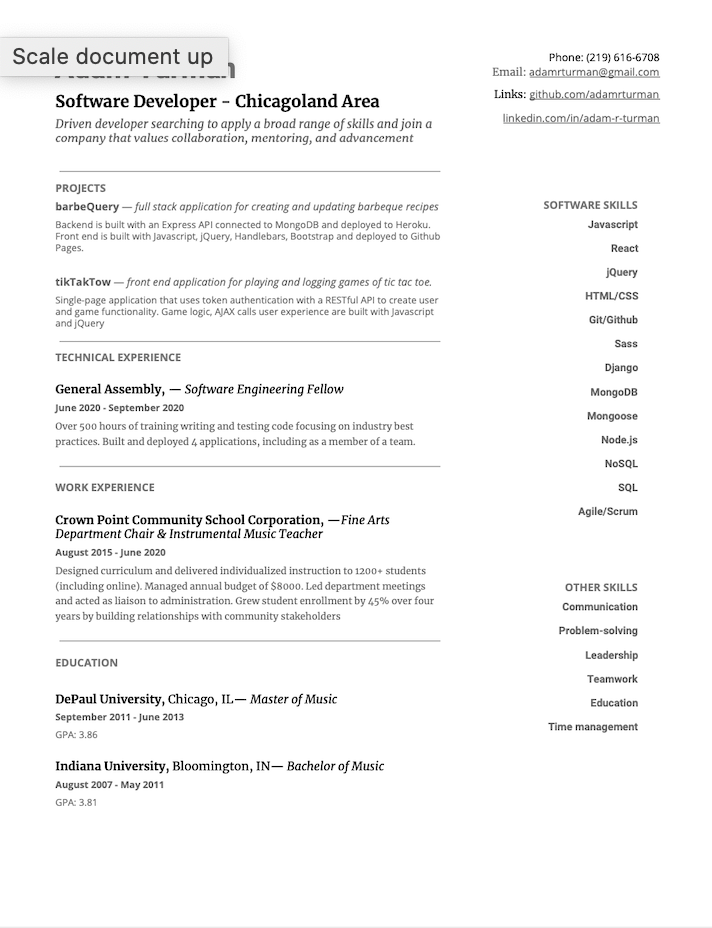 Scale document up
Adam Turman
Software Developer - Chicagoland Area
Driven developer searching to apply a broad range of skills and join a
company that values collaboration, mentoring, and advancement
Phone: (219) 616-6708
Email: adamrturman@gmail.com
Links: github.com/adamrturman
linkedin.com/in/adam-r-turman
PROJECTS
barbeQuery — full stack application for creating and updating barbeque recipes
Backend is built with an Express API connected to MongoDB and deployed to Heroku.
Front end is built with Javascript, jQuery, Handlebars, Bootstrap and deployed to Github
Pages.
tikTakTow — front end application for playing and logging games of tic tac toe.
Single-page application that uses token authentication with a RESTful API to create user
and game functionality. Game logic, AJAX calls user experience are built with Javascript
and jQuery
TECHNICAL EXPERIENCE
General Assembly, — Software Engineering Fellow
June 2020 - September 2020
Over 500 hours of training writing and testing code focusing on industry best
practices. Built and deployed 4 applications, including as a member of a team.
WORK EXPERIENCE
Crown Point Community School Corporation, —Fine Arts
Department Chair & Instrumental Music Teacher
August 2015 - June 2020
Designed curriculum and delivered individualized instruction to 1200+ students
(including online). Managed annual budget of $8000. Led department meetings
and acted as liaison to administration. Grew student enrollment by 45% over four
years by building relationships with community stakeholders
EDUCATION
DePaul University, Chicago, IL— Master of Music
September 2011 - June 2013
GPA: 3.86
Indiana University, Bloomington, IN— Bachelor of Music
August 2007 - May 2011
GPA: 3.81
SOFTWARE SKILLS
Javascript
React
jQuery
HTML/CSS
Git/Github
Sass
Django
MongoDB
Mongoose
Node.js
NoSQL
SQL
Agile/Scrum
OTHER SKILLS
Communication
Problem-solving
Leadership
Teamwork
Education
Time management